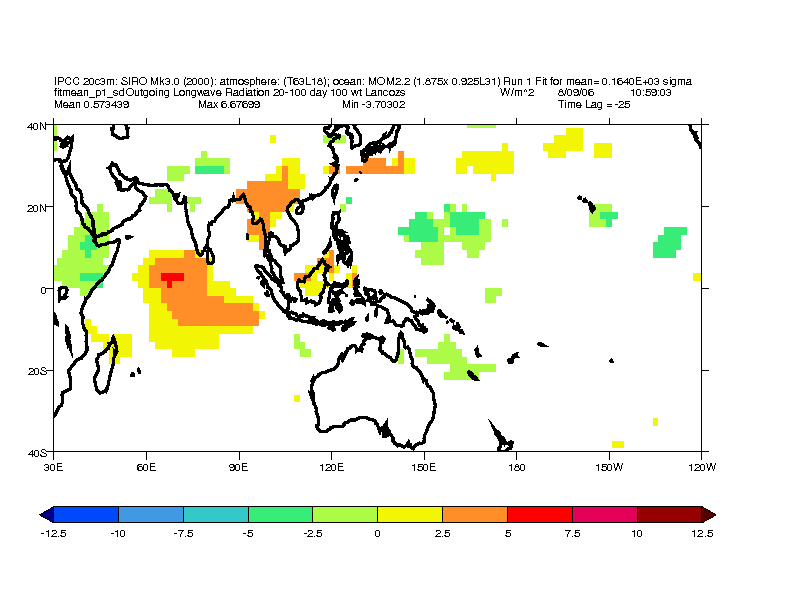 IPCC 20c3m: SIRO Mk3.0 (2000): atmosphere: (T63L18); ocean: MOM2.2 (1.875x 0.925L31) Run 1 Fit for mean= 0.1640E+03 sigma
fitmean_p1_sdOutgoing Longwave Radiation 20-100 day 100 wt Lanczos W/m^2 8/09/06 10:59:03
Mean 0.573439 Max 6.67699 Min -3.70302 Time Lag = -25
40N
20N
0
20S
40S
30E 60E 90E 120E 150E 180 150W 120W
-12.5 -10 -7.5 -5 -2.5 0 2.5 5 7.5 10 12.5